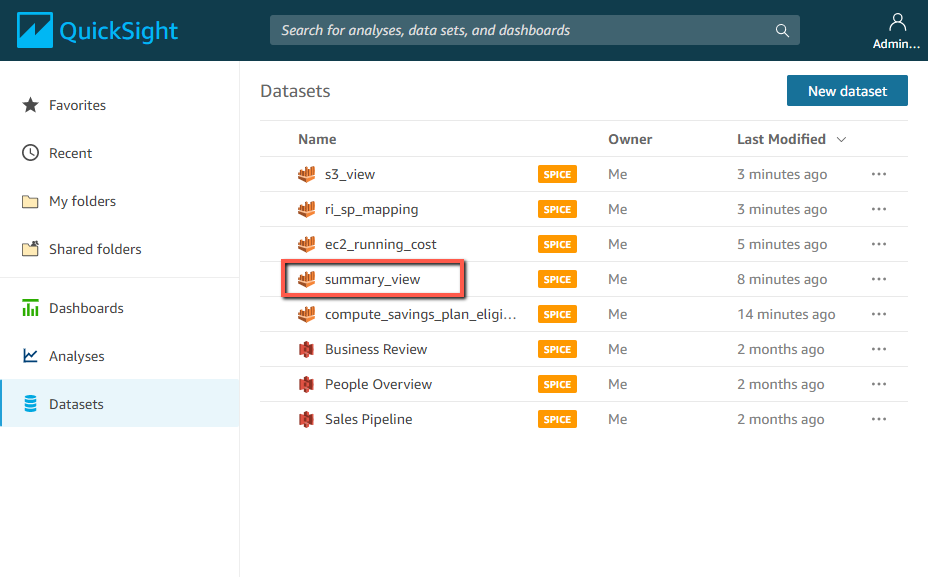 QuickSight
Search for analyses, data sets, and dashboards
Admin...
Favorites
Recent
My folders
Shared folders
Dashboards
Analyses
Datasets
Datasets
New dataset
Name Owner Last Modified
s3_view SPICE Me 3 minutes ago
ri_sp_mapping SPICE Me 3 minutes ago
ec2_running_cost SPICE Me 5 minutes ago
summary_view SPICE Me 8 minutes ago
compute_savings_plan_eligi... SPICE Me 14 minutes ago
Business Review SPICE Me 2 months ago
People Overview SPICE Me 2 months ago
Sales Pipeline SPICE Me 2 months ago